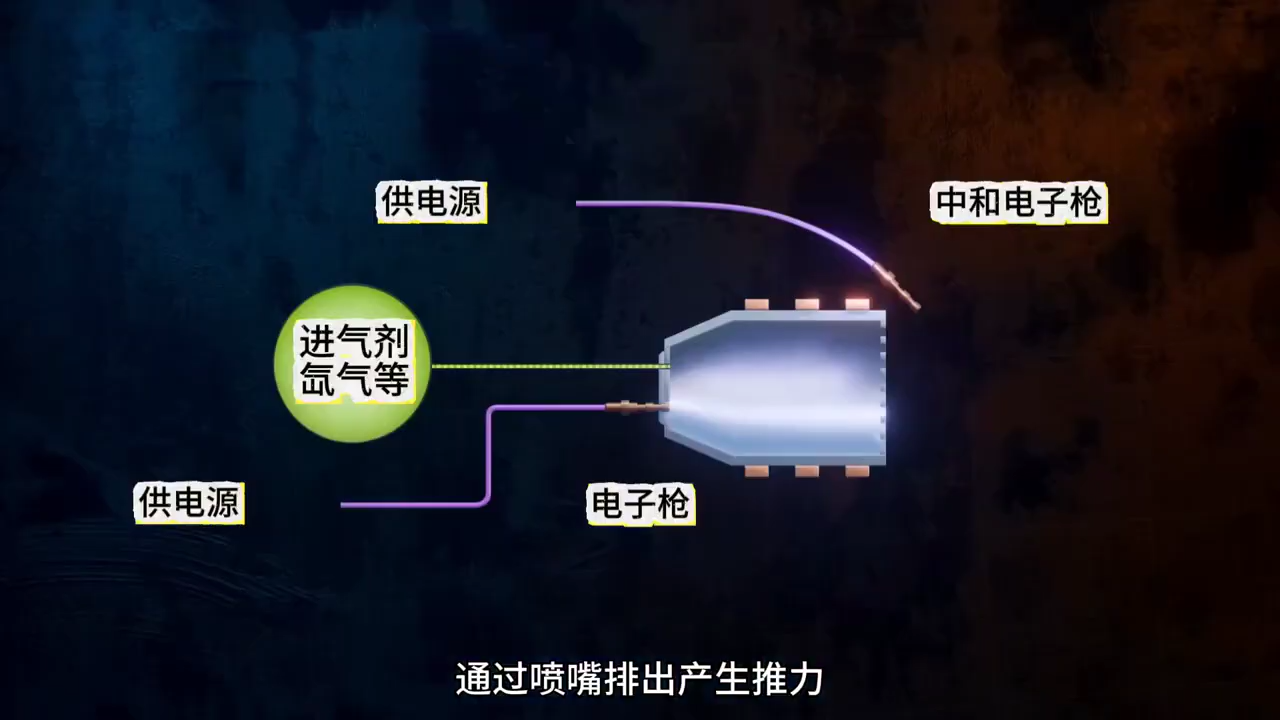 供电源
中和电子枪
进气剂
氙气等
供电源
电子枪
通过喷嘴排出产生推力